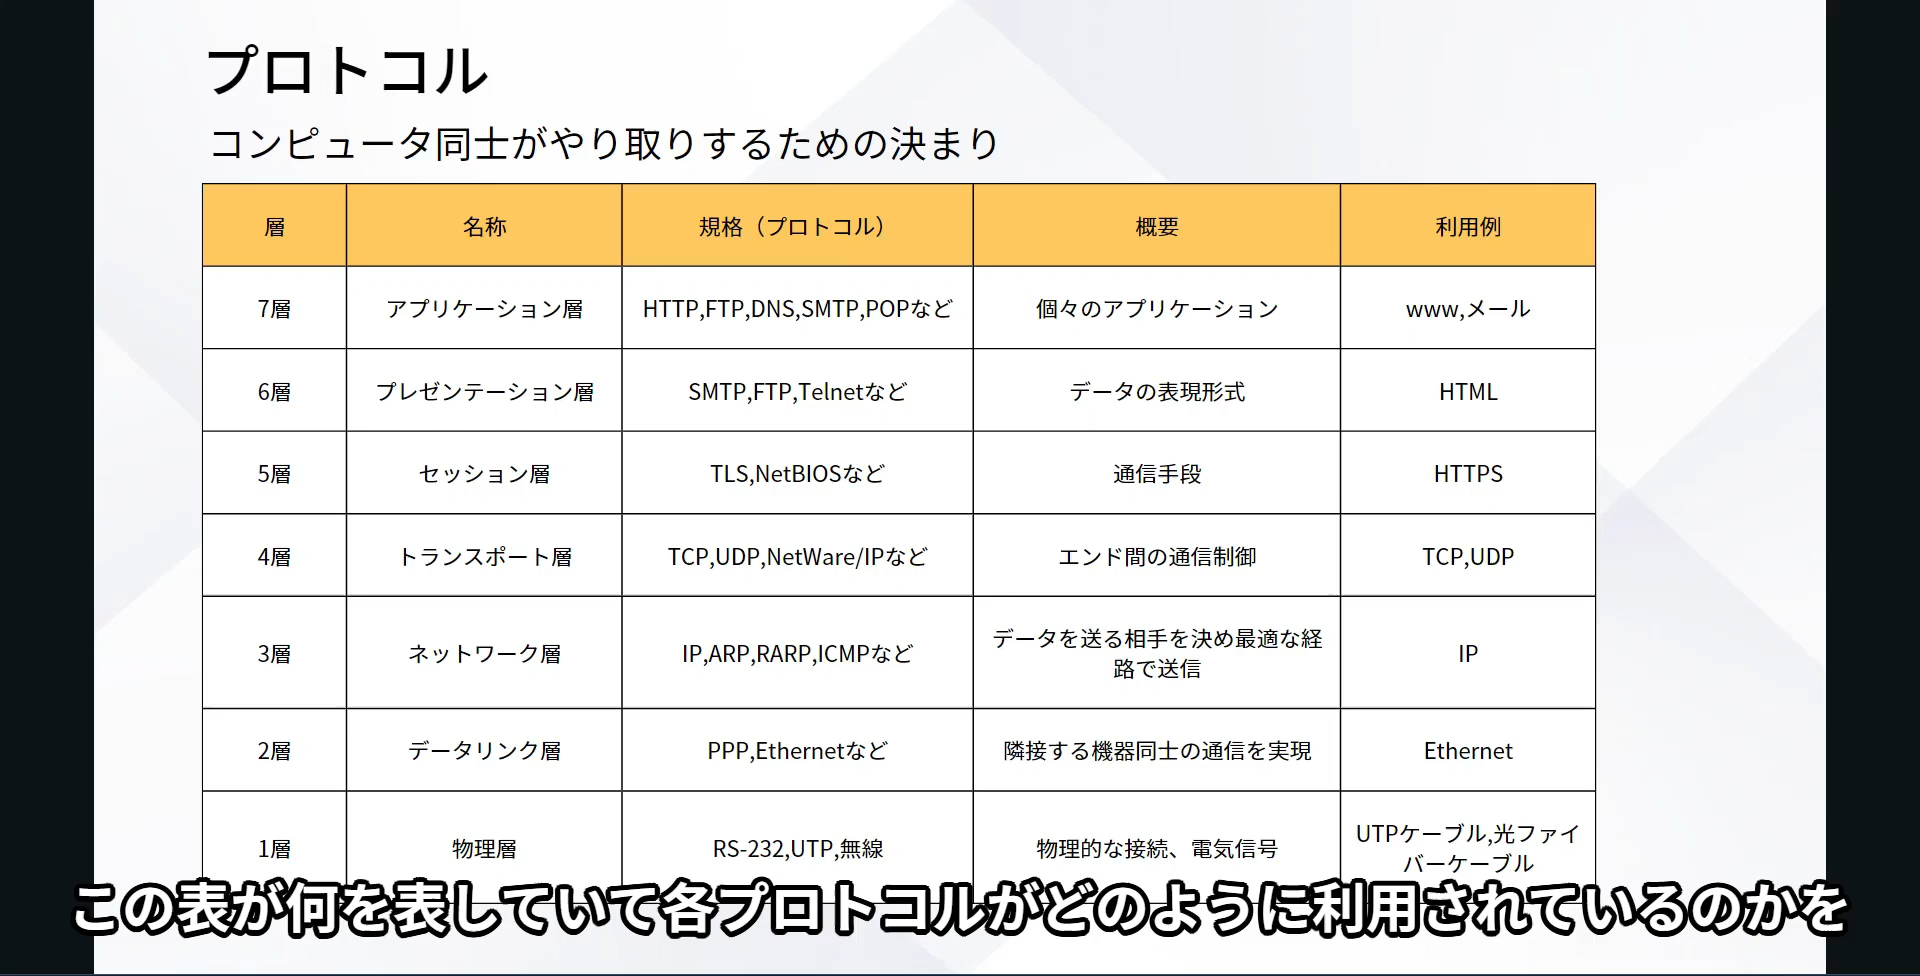 プロトコル
コンピュータ同士がやり取りするための決まり
層 名称 規格（プロトコル） 概要 利用例
7層 アプリケーション層 HTTP,FTP,DNS,SMTP,POPなど 個々のアプリケーション www,メール
6層 プレゼンテーション層 SMTP,FTP,Telnetなど データの表現形式 HTML
5層 セッション層 TLS,NetBIOSなど 通信手段 HTTPS
4層 トランスポート層 TCP,UDP,NetWare/IPなど エンド間の通信制御 TCP,UDP
3層 ネットワーク層 IP,ARP,RARP,ICMPなど データを送る相手を決め最適な経
路で送信 IP
2層 データリンク層 PPP,Ethernetなど 隣接する機器同士の通信を実現 Ethernet
1層 物理層 RS-232,UTP,無線 物理的な接続、電気信号 UTPケーブル,光ファイ
バーケーブル
この表が何を表していて各プロトコルがどのように利用されているのかを